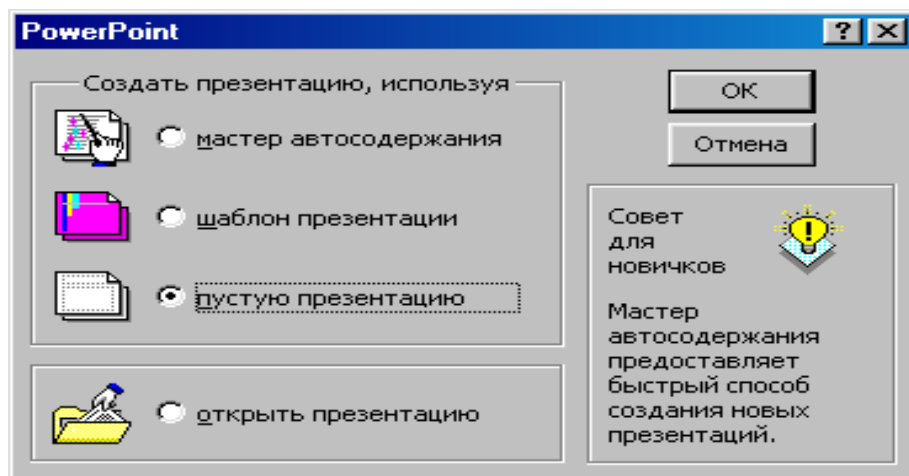 PowerPoint
Создать презентацию, используя
мастер автосодержания
шаблон презентации
пустую презентацию
открыть презентацию
ОК
Отмена
Совет
для
новичков
Мастер
автосодержания
предоставляет
быстрый способ
создания новых
презентаций.